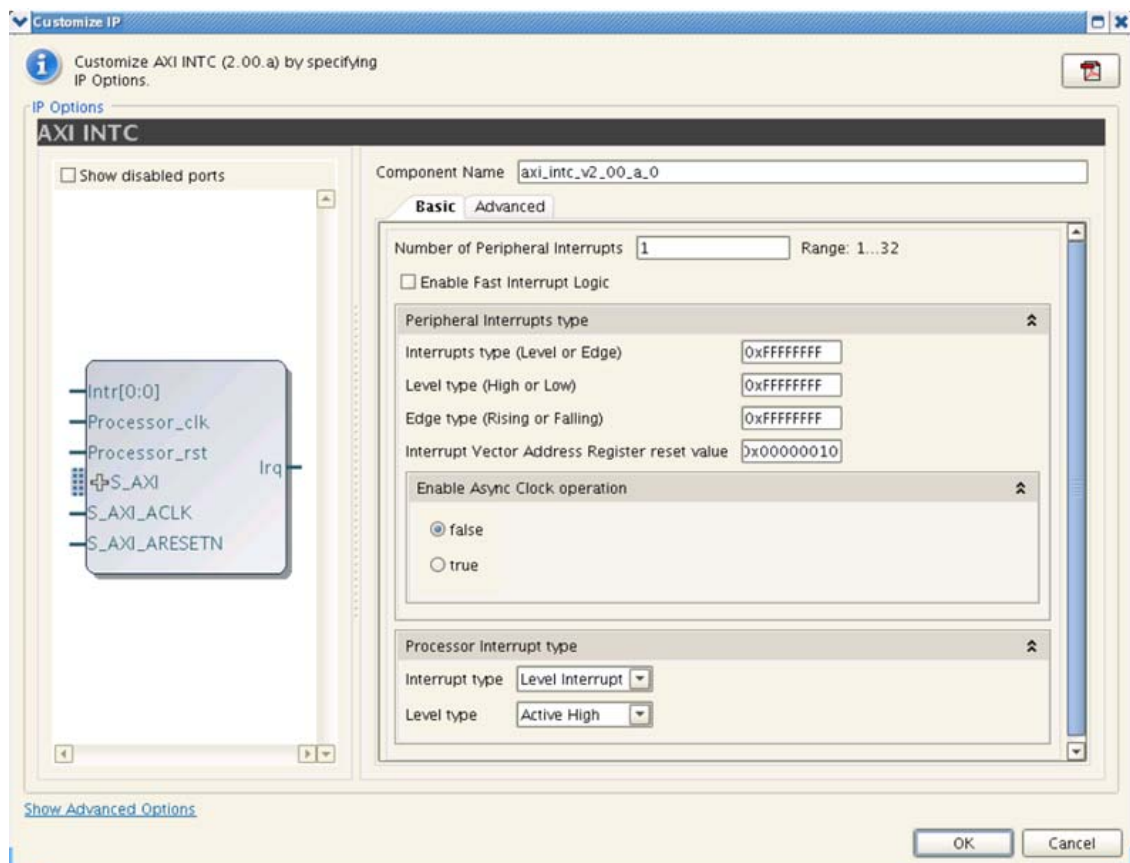 Customize IP
Customize AXI INTC (2.00.a) by specifying
IP Options.
IP Options
AXI INTC
Show disabled ports
Component Name axi_intc_v2_00_a_0
Basic Advanced
Number of Peripheral Interrupts 1 Range: 1...32
Enable Fast Interrupt Logic
Peripheral Interrupts type
Interrupts type (Level or Edge) 0xFFFFFFFF
Level type (High or Low) 0xFFFFFFFF
Edge type (Rising or Falling) 0xFFFFFFFF
Interrupt Vector Address Register reset value 0x00000010
Enable Async Clock operation
false
true
Intr[0:0]
Processor_clk
Processor_rst
S_AXI
Irq
S_AXI_ACLK
S_AXI_ARESETN
Processor Interrupt type
Interrupt type Level Interrupt
Level type Active High
Show Advanced Options
OK Cancel